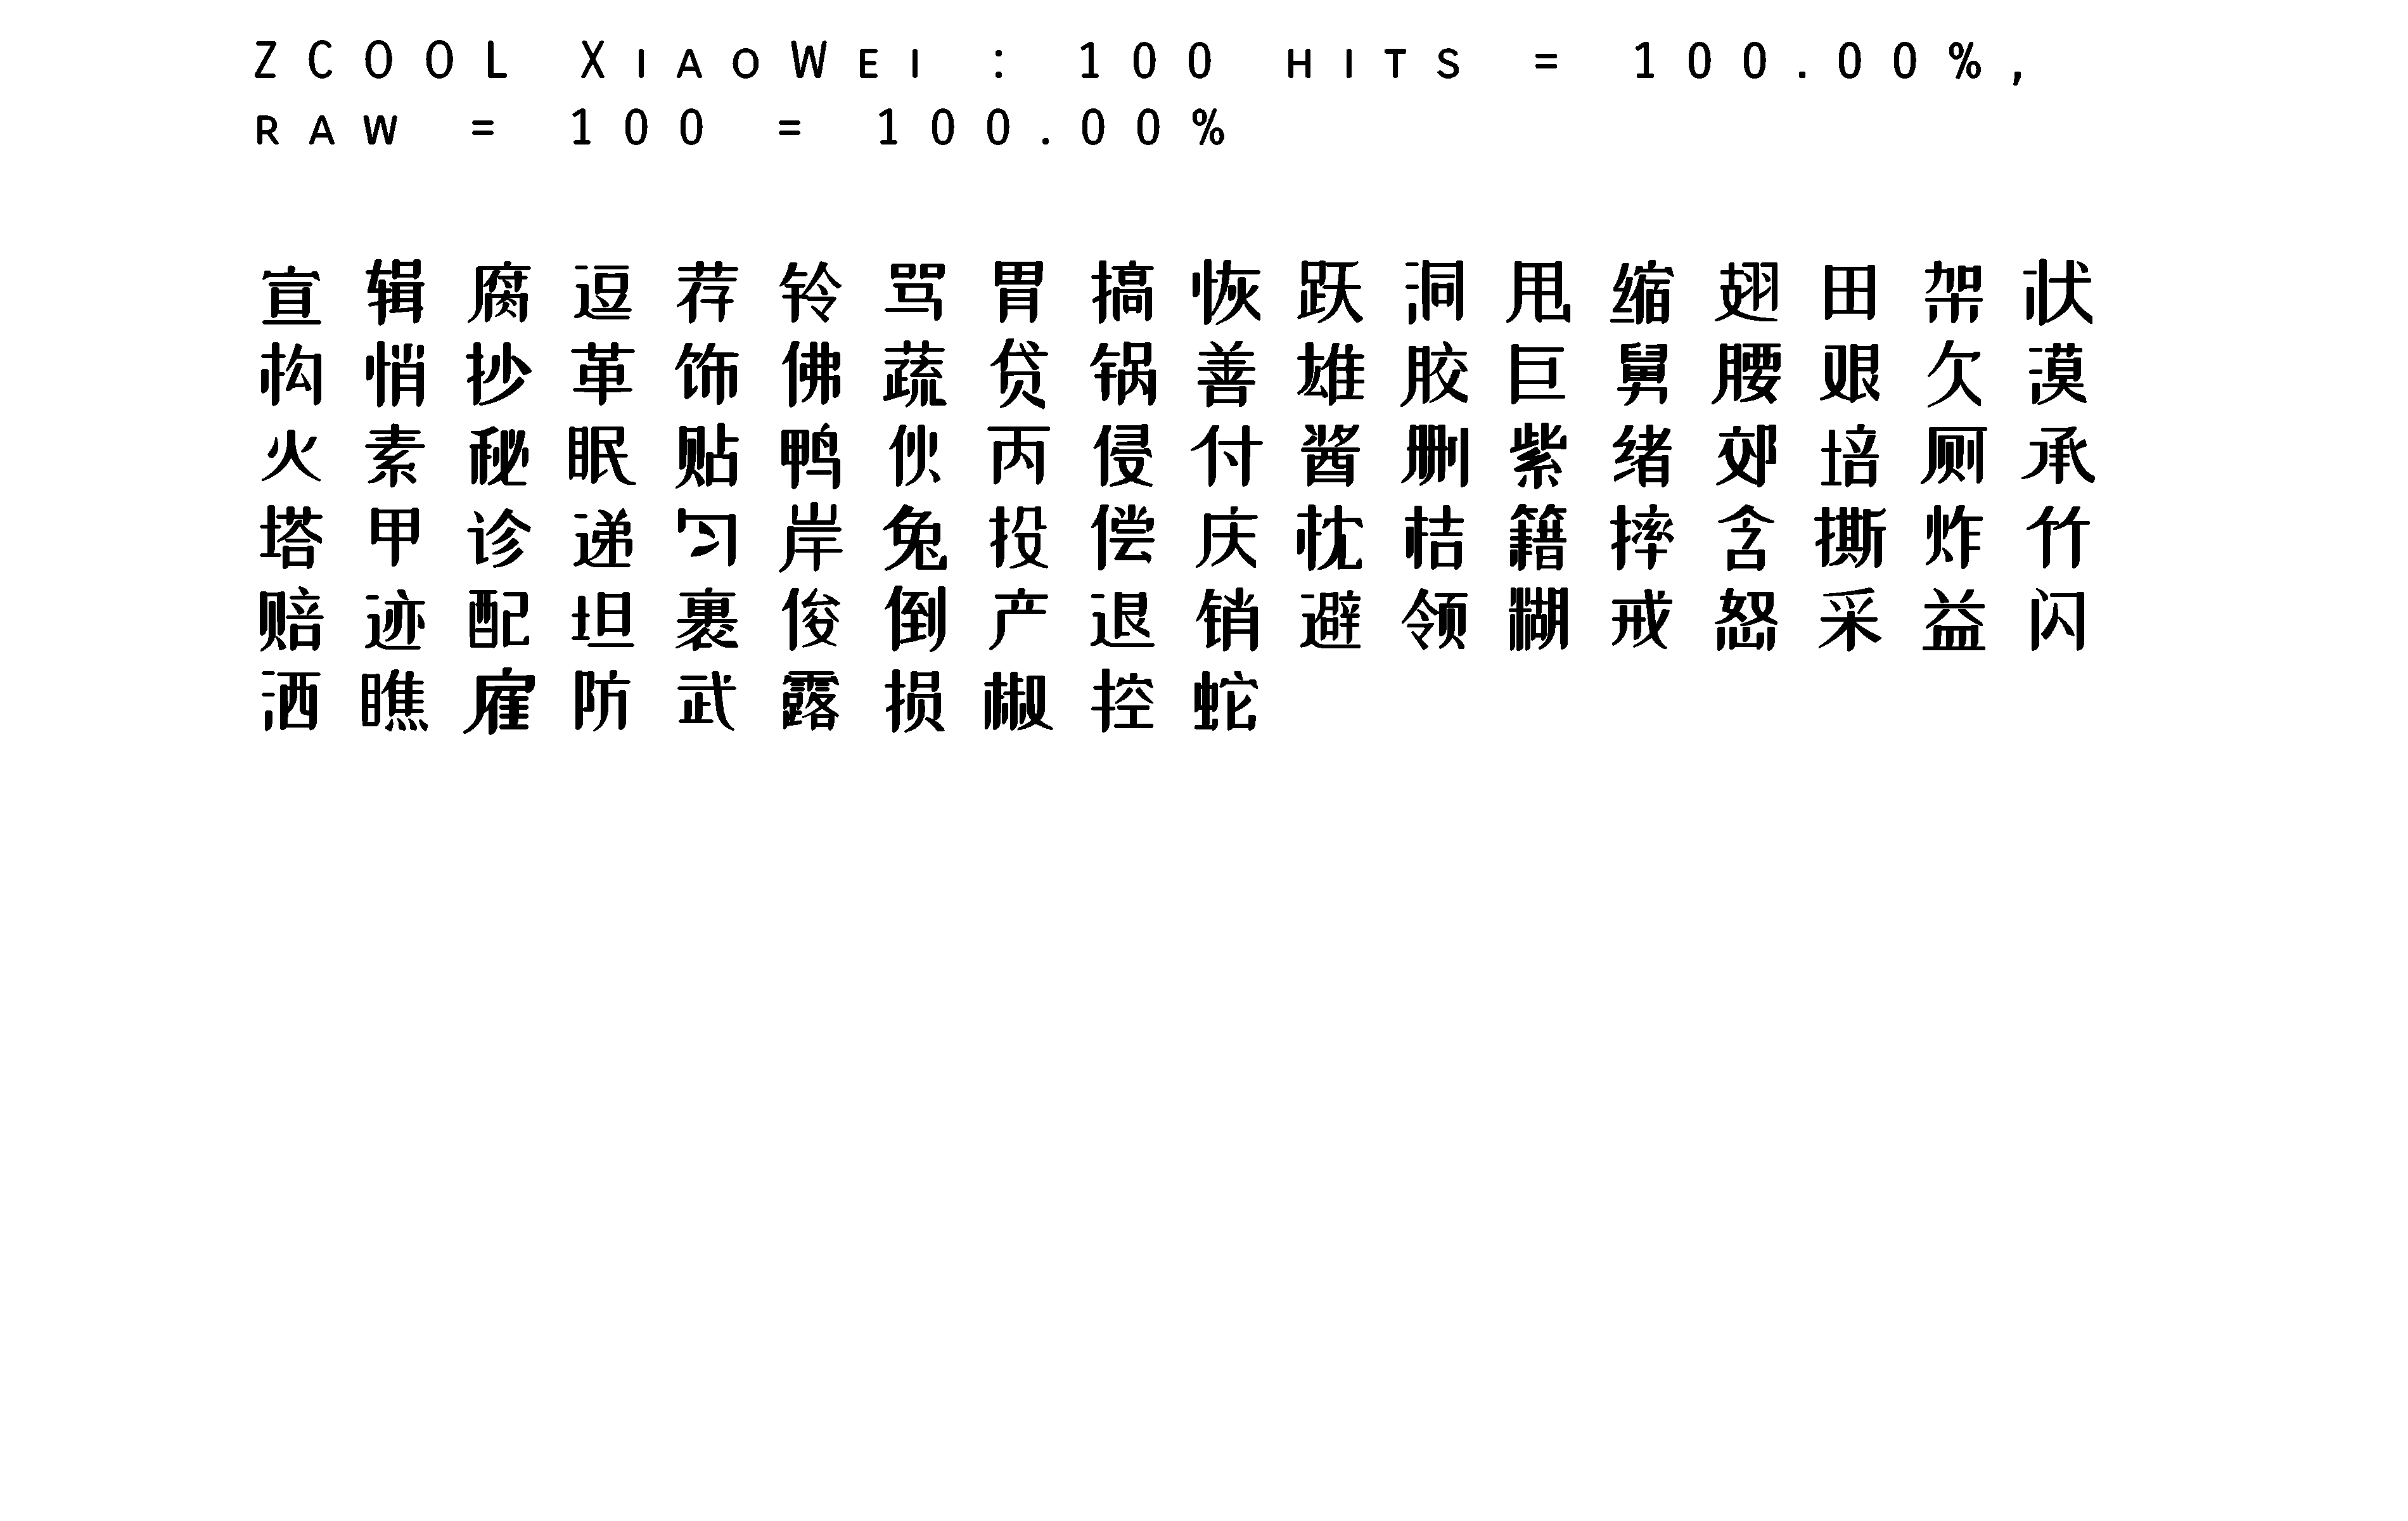 ZCOOL XiaoWei : 100 hits = 100.00%,
raw = 100 = 100.00%
宣辑腐逗荐铃骂胃搞恢跃洞甩缩翅田架状
构悄抄革饰佛蔬贷锅善雄胶巨舅腰艰欠漠
火素秘眠贴鸭伙丙侵付酱删紫绪郊培厕承
塔甲诊递匀岸兔投偿庆枕桔籍摔含撕炸竹
赔迹配坦裹俊倒产退销避领糊戒怒采益闪
洒瞧雇防武露损椒控蛇